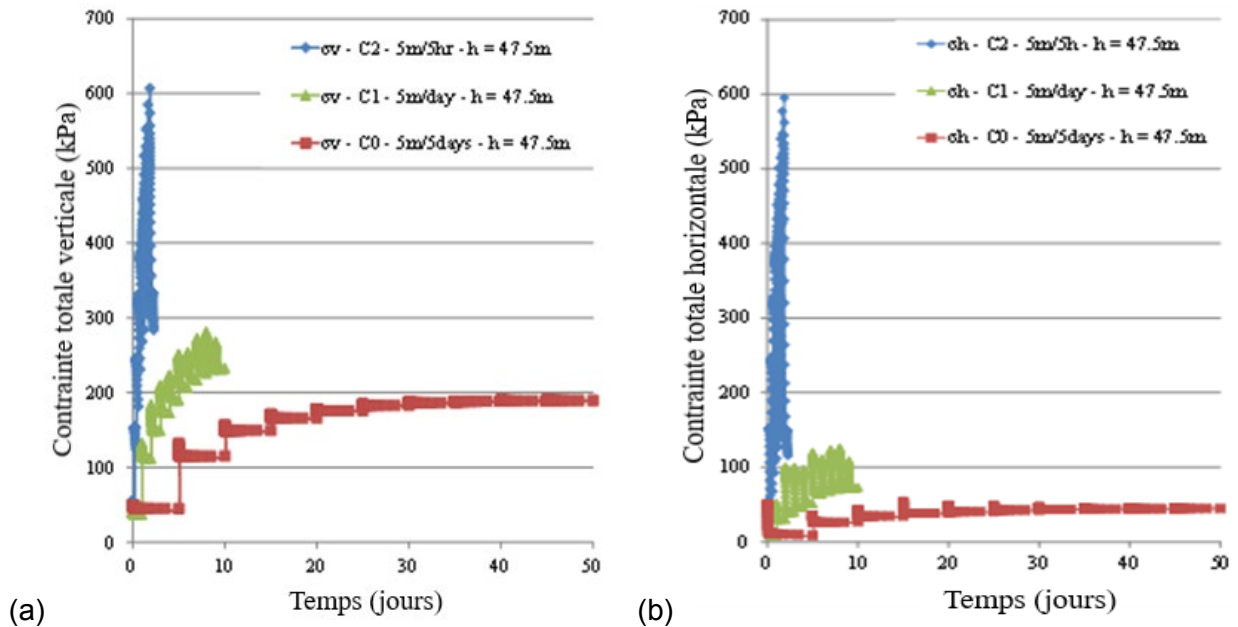 700
600
500
400
300
200
100
0
0 10 20 30 40 50
Contrainte totale verticale (kPa)
Temps (jours)
σv - C2 - 5m/5hr - h = 47.5m
σv - C1 - 5m/day - h = 47.5m
σv - C0 - 5m/5days - h = 47.5m
(a)
700
600
500
400
300
200
100
0
0 10 20 30 40 50
Contrainte totale horizontale (kPa)
Temps (jours)
σh - C2 - 5m/5h - h = 47.5m
σh - C1 - 5m/day - h = 47.5m
σh - C0 - 5m/5days - h = 47.5m
(b)